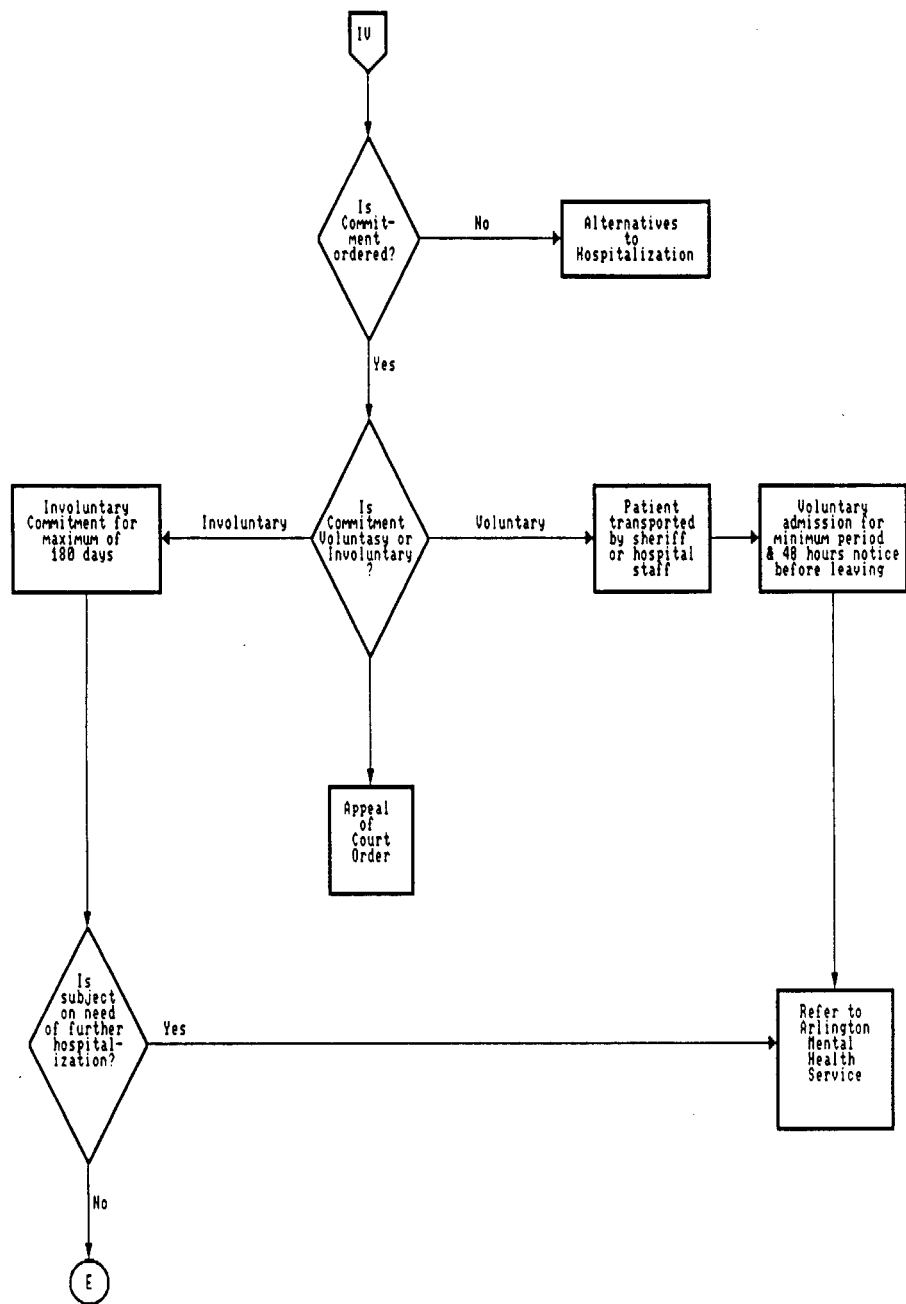 IV
Is
Commit-
ment
ordered?
No
Alternatives
to
Hospitalization
Yes
Involuntary
Commitment for
maximum of
180 days
Involuntary
Is
Commitment
Voluntasy or
Involuntary
?
Voluntary
Patient
transported
by sheriff
or hospital
staff
Voluntary
admission for
minimum period
& 48 hours notice
before leaving
Appeal
of
Court
Order
Is
subject
on need
of further
hospital-
ization?
Yes
Refer to
Arlington
Mental
Health
Service
No
E